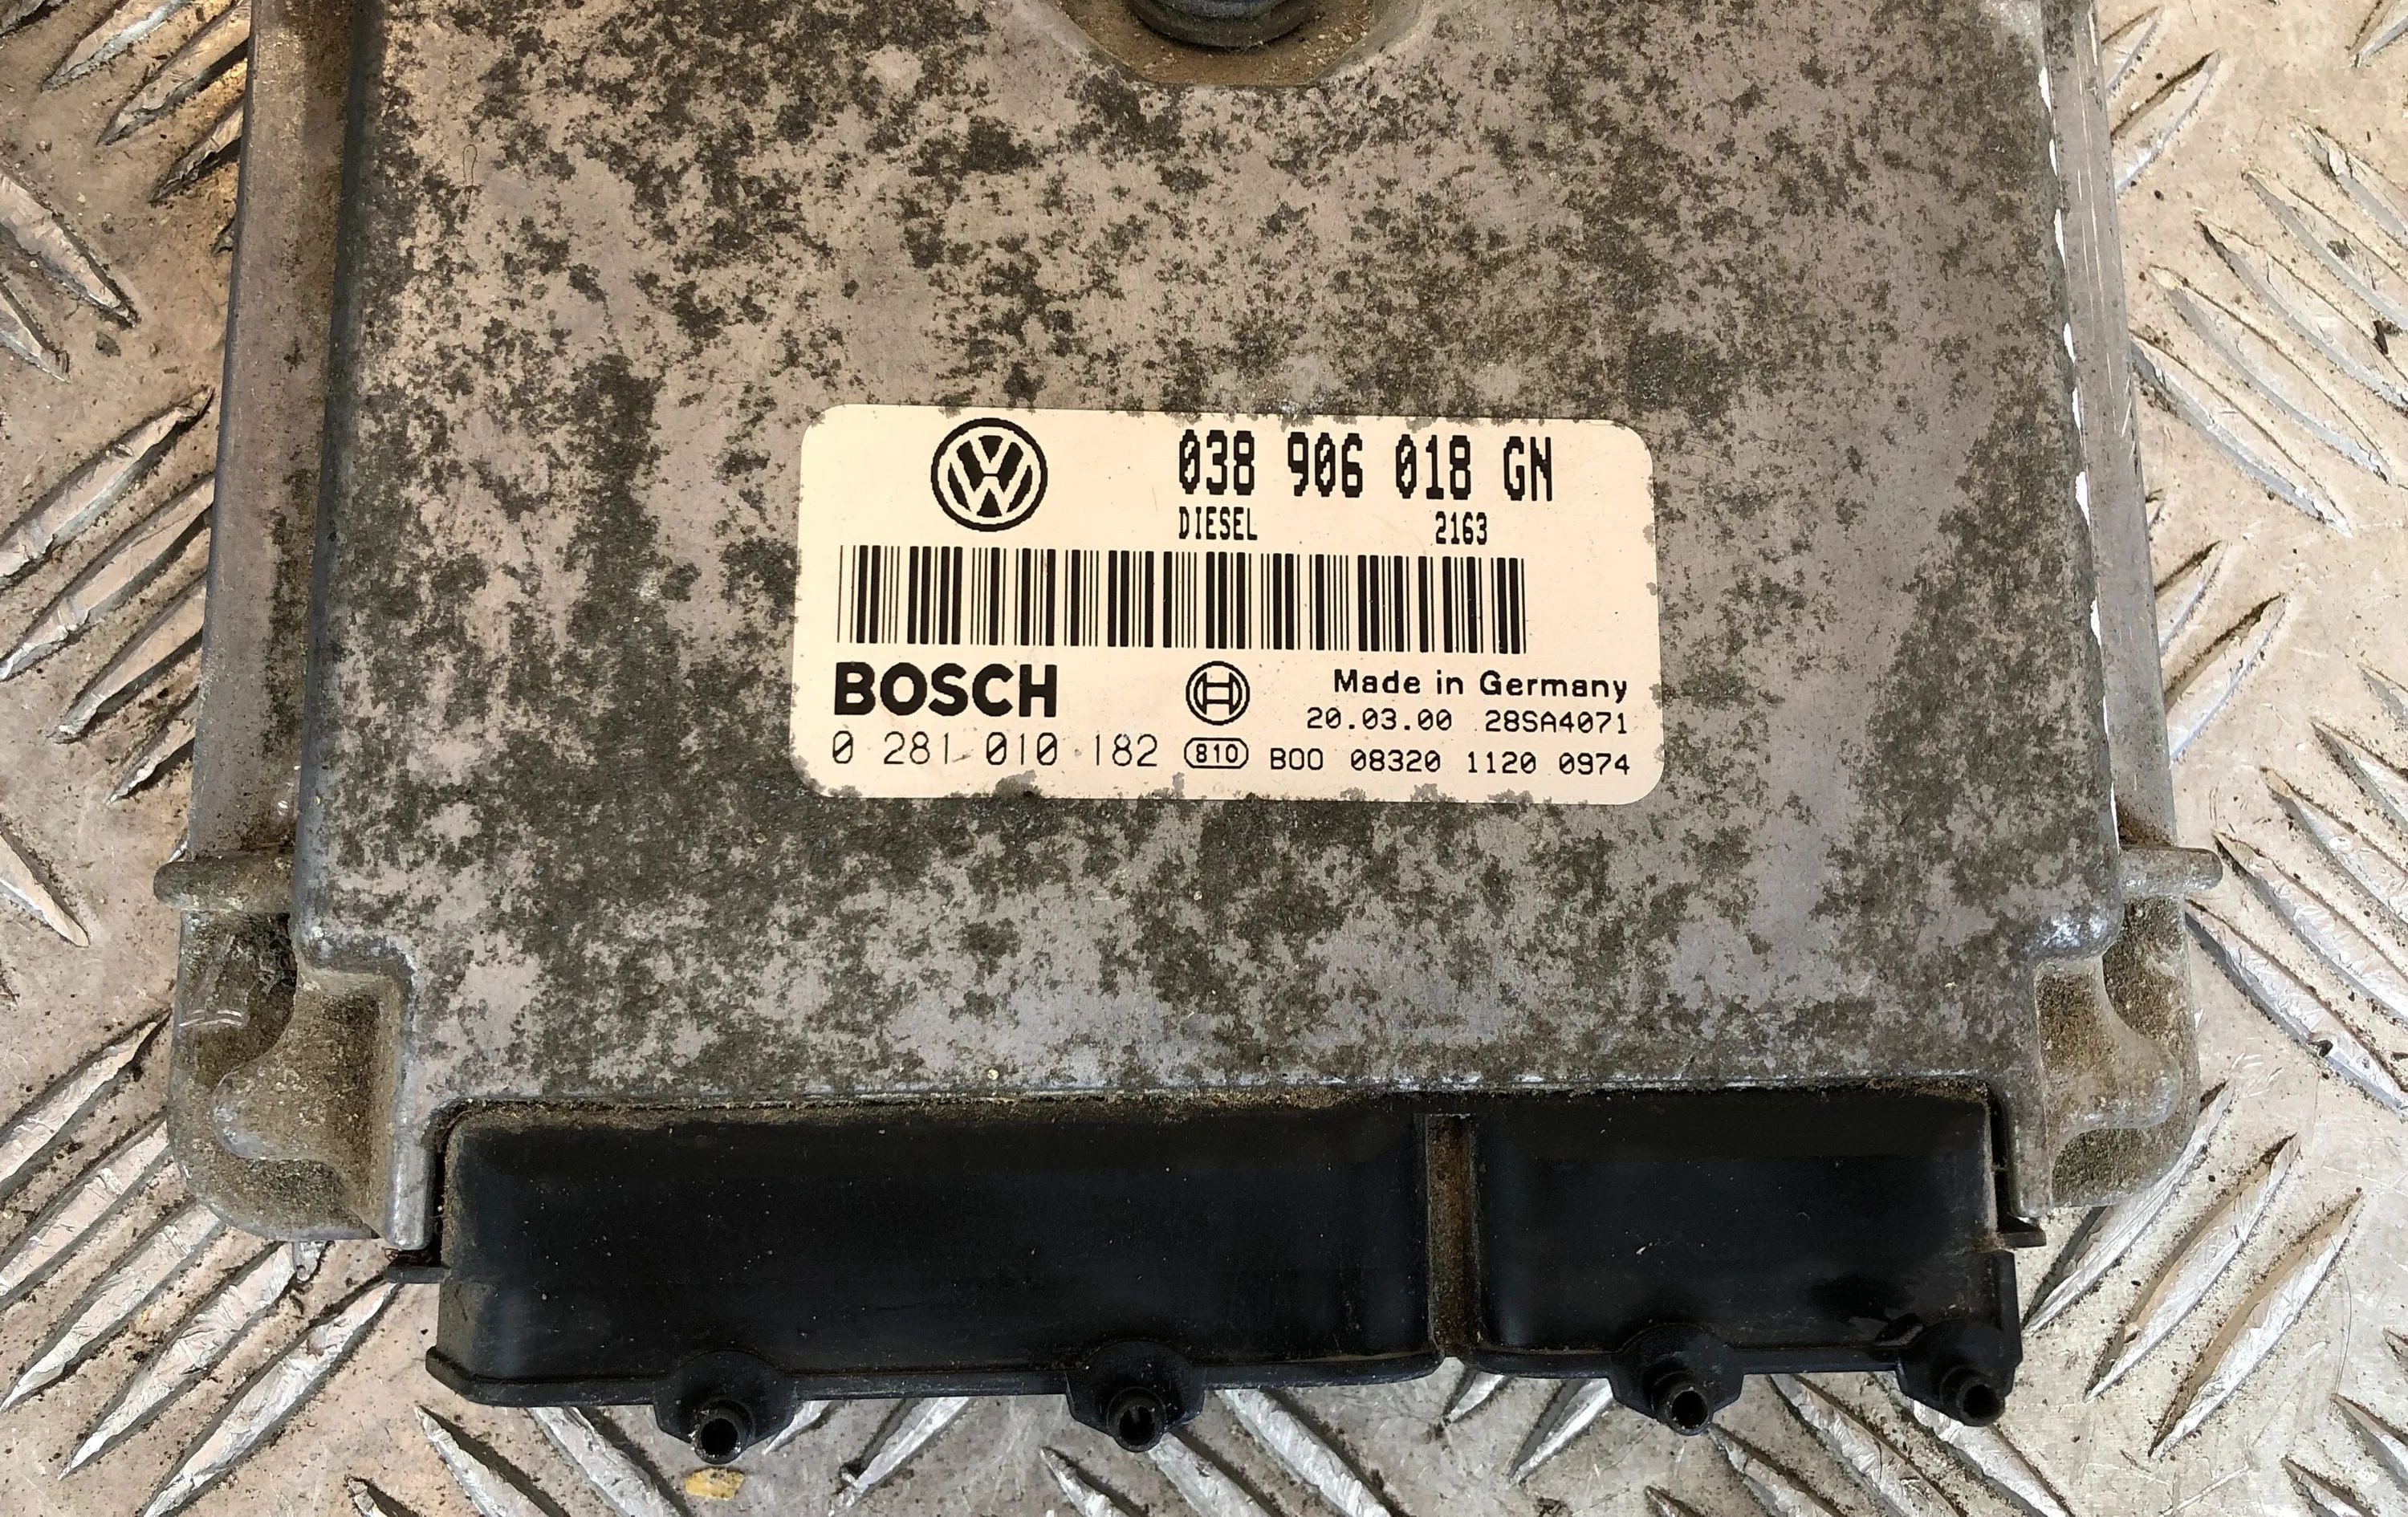 038 906 018 GN
DIESEL 2163
BOSCH
Made in Germany
20.03.00 28SA4071
0 281 010 182 810 B00 08320 1120 0974